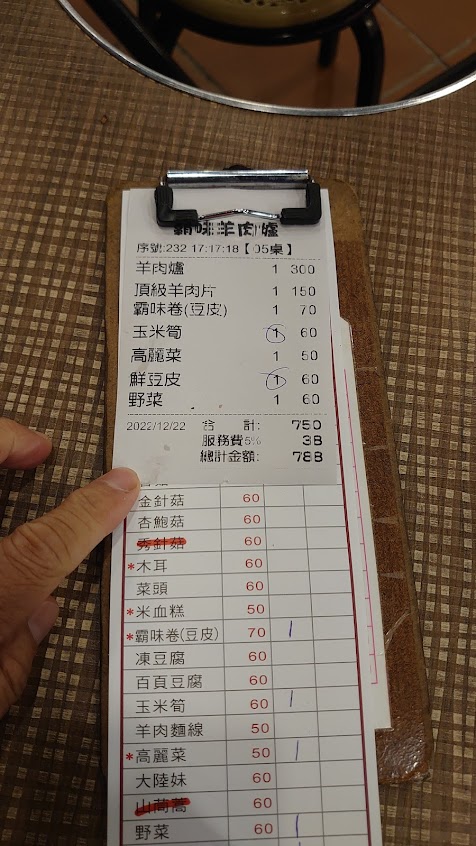 霸味羊肉爐
序號:232 17:17:18【05桌】
羊肉爐 1 300
頂級羊肉片 1 150
霸味卷(豆皮) 1 70
玉米筍 1 60
高麗菜 1 50
鮮豆皮 1 60
野菜 1 60
2022/12/22 合 計: 750
服務費5% 38
總計金額: 788
金針菇 60
杏鮑菇 60
秀針菇 60
*木耳 60
菜頭 60
*米血糕 50
*霸味卷(豆皮) 70 1
凍豆腐 60
百頁豆腐 60
玉米筍 60 1
羊肉麵線 50
*高麗菜 50 1
大陸妹 60
山茼蒿 60
野菜 60 1